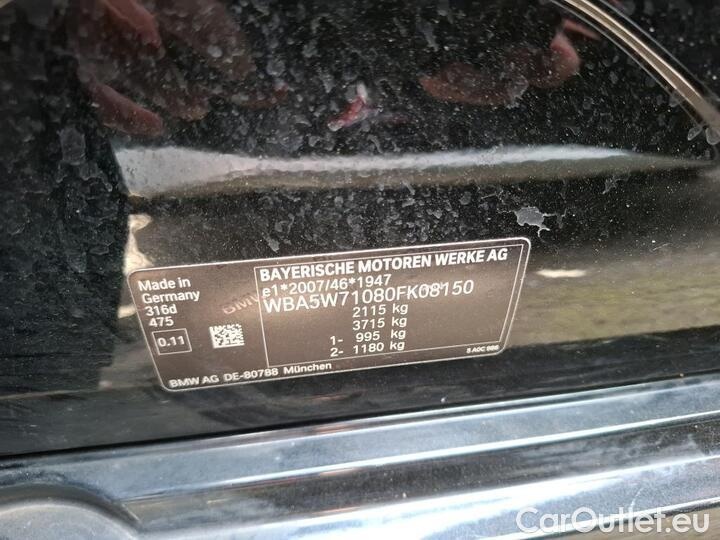 Made in
Germany
316d
475
0.11
BAYERISCHE MOTOREN WERKE AG
e1*2007/46*1947
WBA5W71080FK08150
2115 kg
3715 kg
1- 995 kg
2- 1180 kg
BMW AG DE-80788 München
CarOutlet.eu